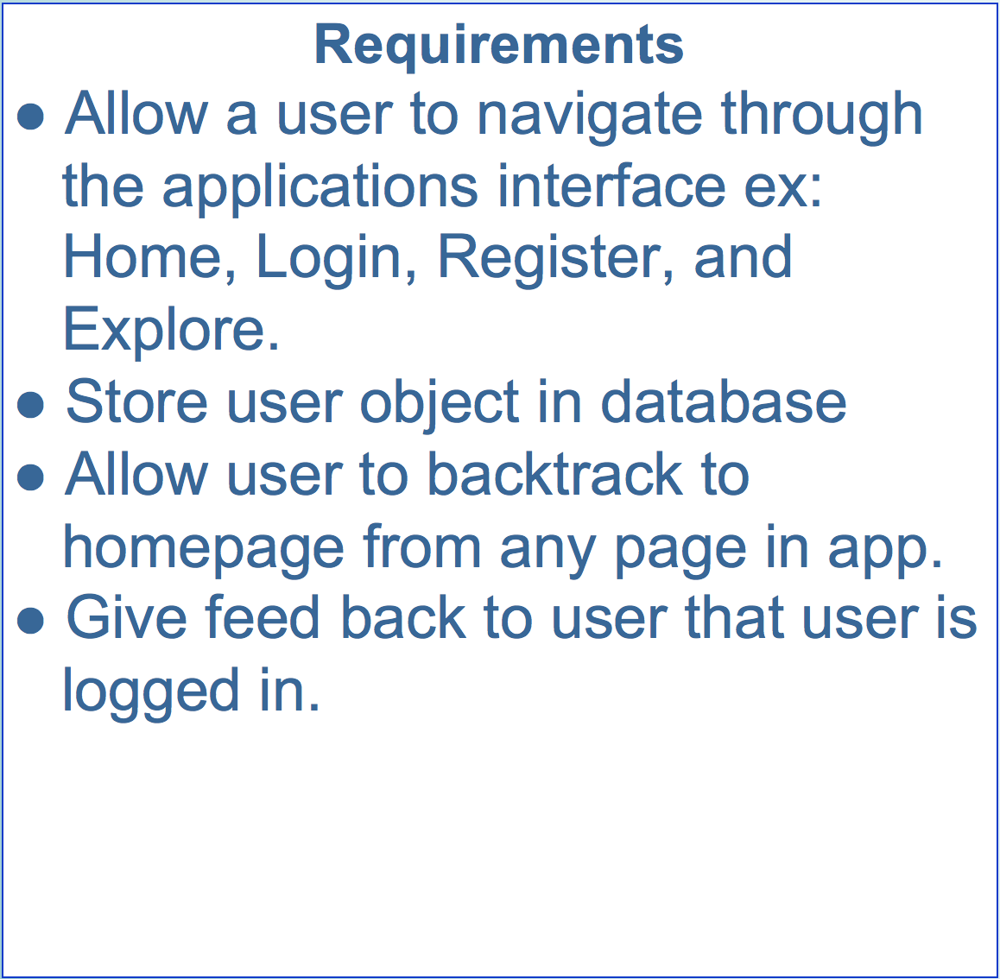 Requirements
● Allow a user to navigate through
the applications interface ex:
Home, Login, Register, and
Explore.
● Store user object in database
● Allow user to backtrack to
homepage from any page in app.
● Give feed back to user that user is
logged in.